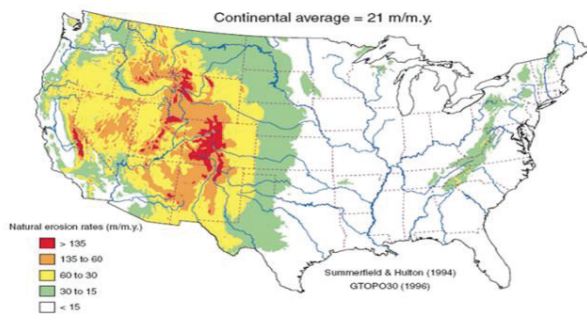 Continental average = 21 m/m.y.
Natural erosion rates (m/m.y.)
> 135
135 to 60
60 to 30
30 to 15
< 15
Summerfield & Hulton (1994)
GTOPO30 (1996)